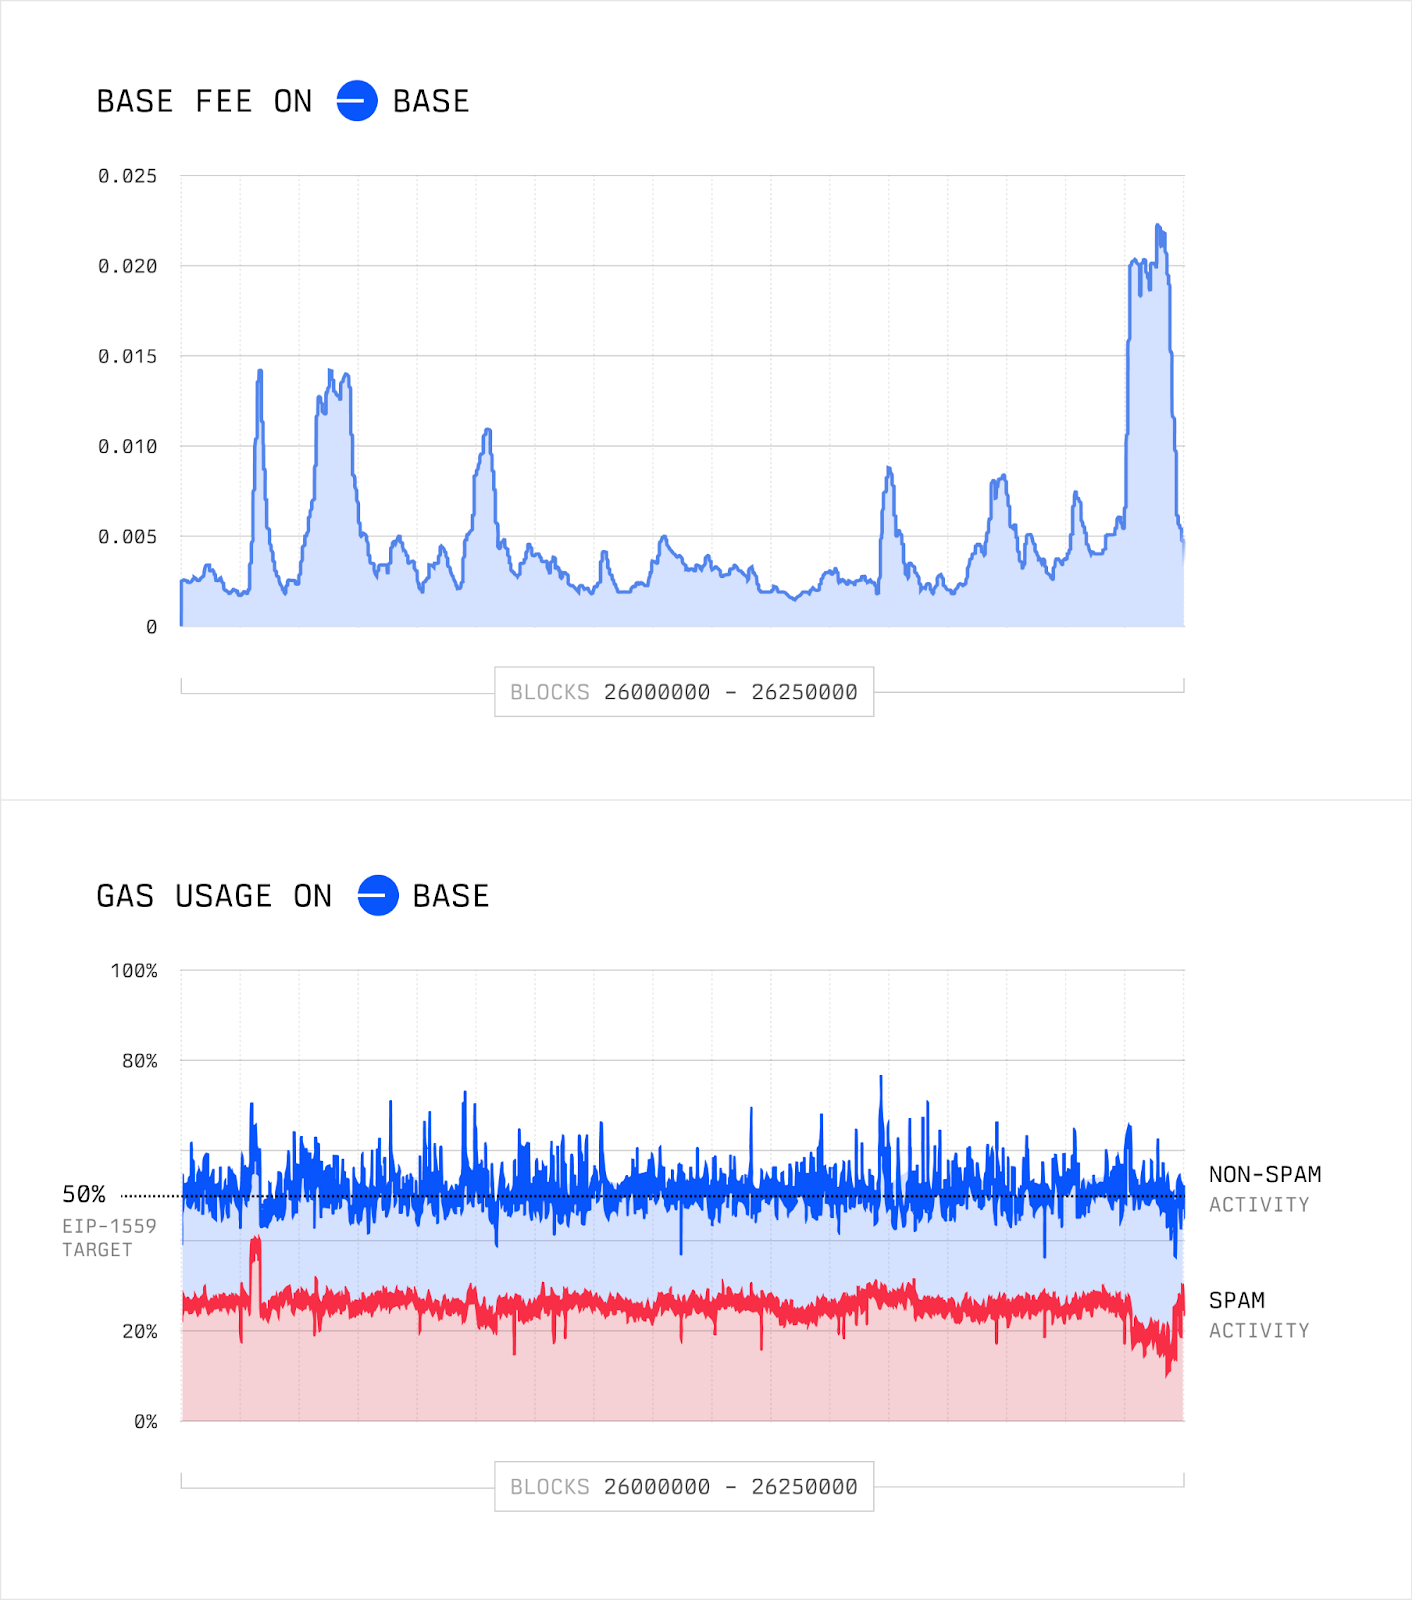 BASE FEE ON BASE
0.025
0.020
0.015
0.010
0.005
0
BLOCKS 26000000 - 26250000
GAS USAGE ON BASE
100%
80%
50%
EIP-1559
TARGET
20%
0%
NON-SPAM
ACTIVITY
SPAM
ACTIVITY
BLOCKS 26000000 - 26250000